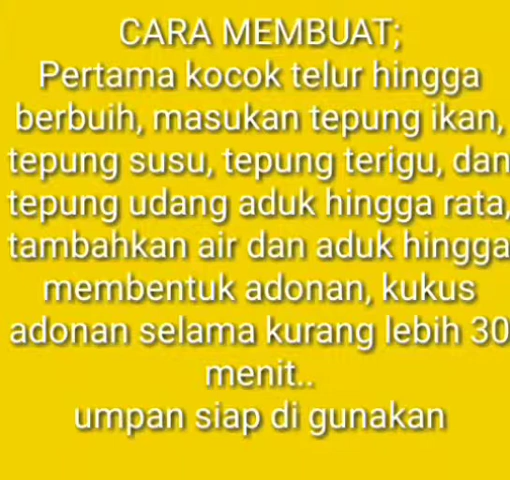 CARA MEMBUAT;
Pertama kocok telur hingga
berbuih, masukan tepung ikan,
tepung susu, tepung terigu, dan
tepung udang aduk hingga rata,
tambahkan air dan aduk hingga
membentuk adonan, kukus
adonan selama kurang lebih 30
menit..
umpan siap di gunakan